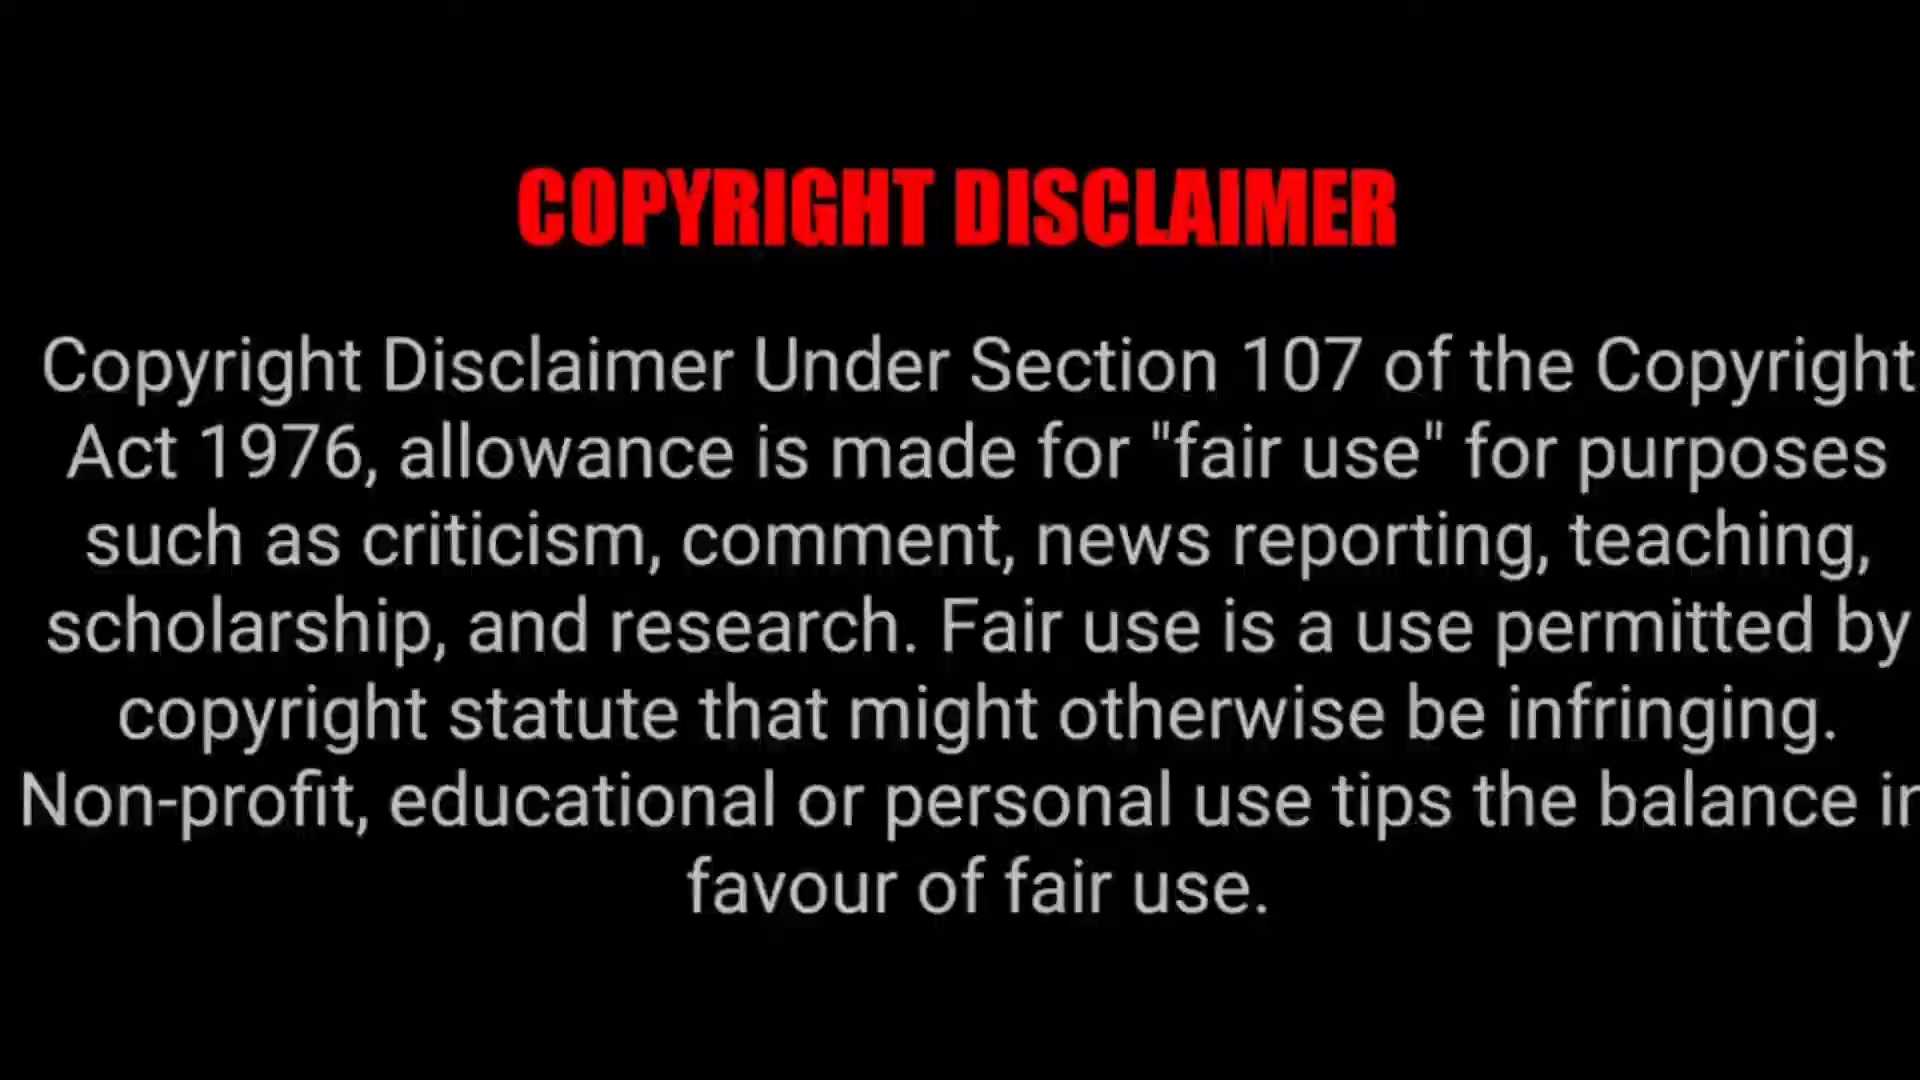 COPYRIGHT DISCLAIMER
Copyright Disclaimer Under Section 107 of the Copyright
Act 1976, allowance is made for "fair use" for purposes
such as criticism, comment, news reporting, teaching,
scholarship, and research. Fair use is a use permitted by
copyright statute that might otherwise be infringing.
Non-profit, educational or personal use tips the balance in
favour of fair use.